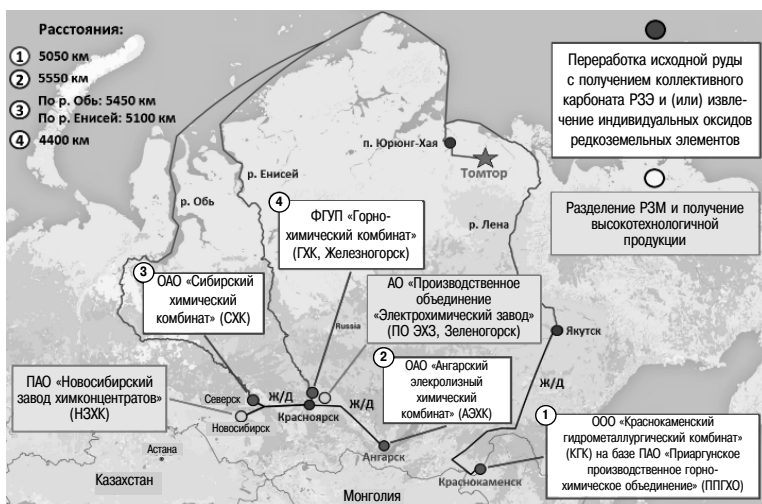 Расстояния:
1 5050 км
2 5550 км
3 По р. Обь: 5450 км
По р. Енисей: 5100 км
4 4400 км
Переработка исходной руды
с получением коллективного
карбоната РЗЭ и (или) извле-
чение индивидуальных оксидов
редкоземельных элементов
Разделение РЗМ и получение
высокотехнологичной
продукции
п. Юрюнг-Хая
Томтор
р. Енисей
р. Обь
р. Лена
4
ФГУП «Горно-
химический комбинат»
(ГХК, Железногорск)
3
ОАО «Сибирский
химический
комбинат» (СХК)
АО «Производственное
объединение
«Электрохимический завод»
(ПО ЭХЗ, Зеленогорск)
Russia
Якутск
2
ОАО «Ангарский
элекролизный
химический
комбинат» (АЭХК)
ПАО «Новосибирский
завод химконцентратов»
(НЗХК)
Северск
Ж/Д
Красноярск
Ж/Д
Ж/Д
Новосибирск
Ангарск
1
ООО «Краснокаменский
гидрометаллургический комбинат»
(КГК) на базе ПАО «Приаргунское
производственное горно-
химическое объединение» (ППГХО)
Краснокаменск
Астана
Казахстан
Монголия